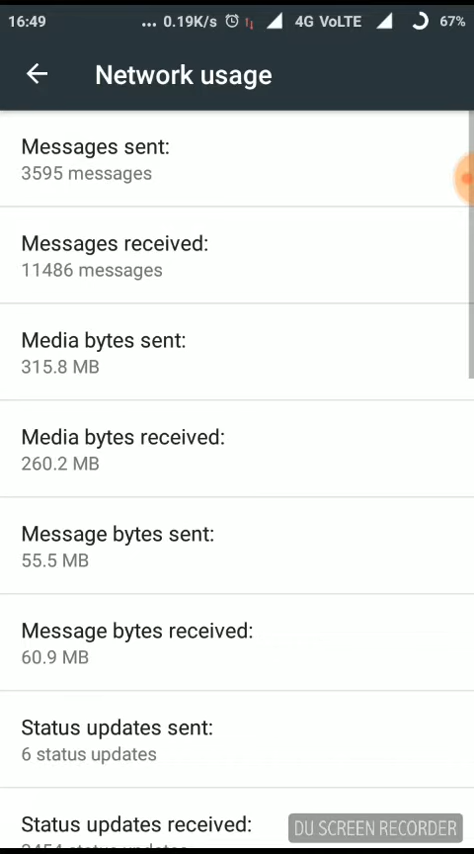 16:49 ... 0.19K/s 4G VoLTE 67%
Network usage
Messages sent:
3595 messages
Messages received:
11486 messages
Media bytes sent:
315.8 MB
Media bytes received:
260.2 MB
Message bytes sent:
55.5 MB
Message bytes received:
60.9 MB
Status updates sent:
6 status updates
Status updates received:
DU SCREEN RECORDER
status updates